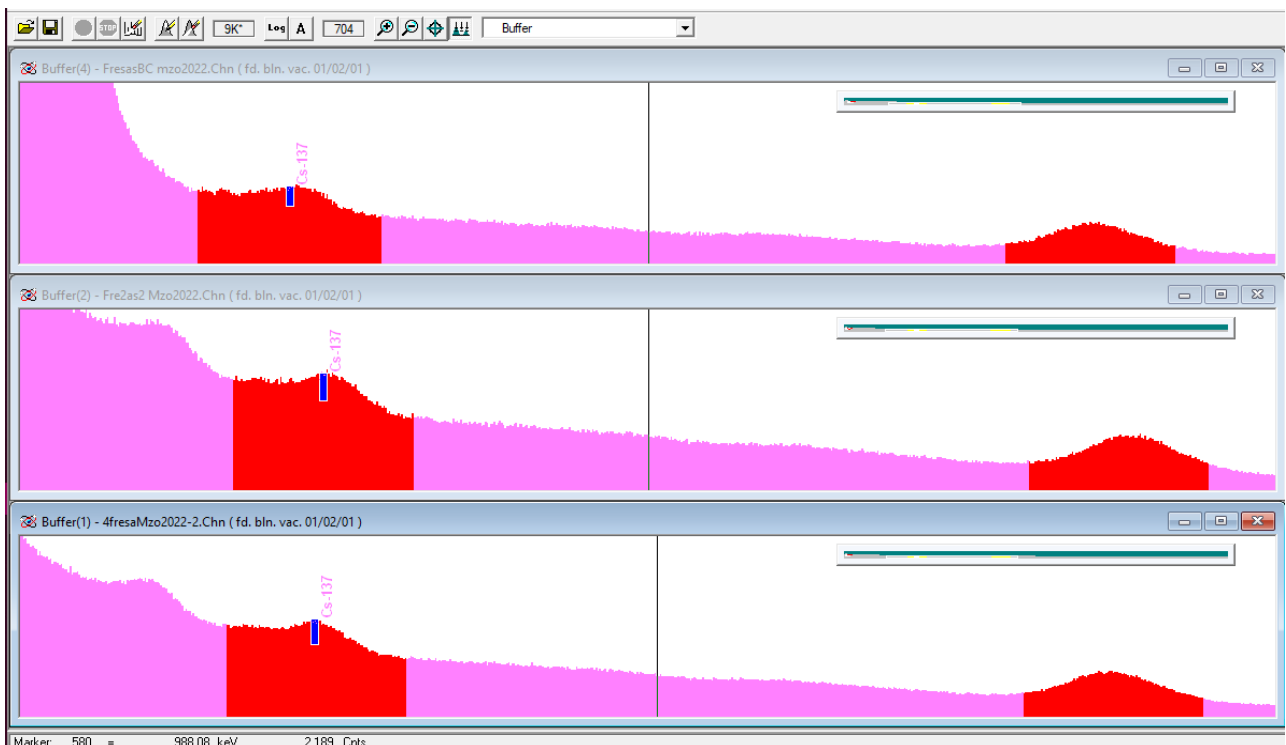 STOP 9K* Log A 704 Buffer
Buffer(4) - FresasBC mzo2022.Chn ( fd. bln. vac. 01/02/01 )
Cs-137
Buffer(2) - Fre2as2 Mzo2022.Chn ( fd. bln. vac. 01/02/01 )
Cs-137
Buffer(1) - 4fresaMzo2022-2.Chn ( fd. bln. vac. 01/02/01 )
Cs-137
Marker: 580 = 988.08 keV 2,189 Cnts